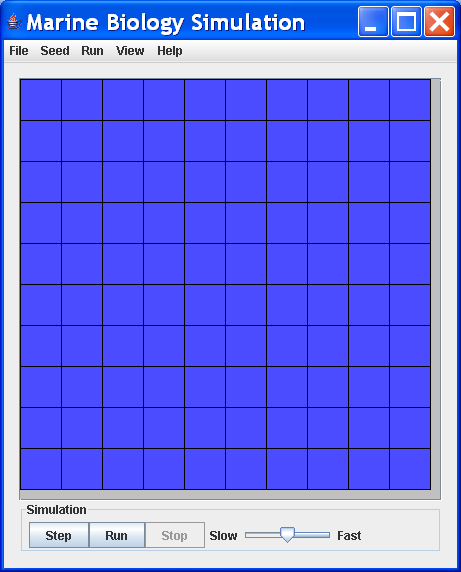 Marine Biology Simulation
File Seed Run View Help
Simulation
Step Run Stop Slow Fast